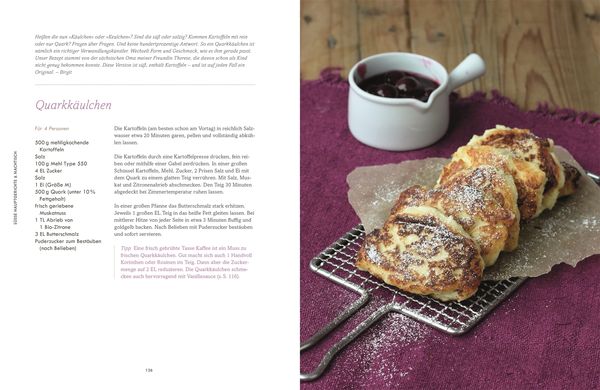 Heißen die nun »Käulchen« oder »Keulchen«? Sind die süß oder salzig? Kommen Kartoffeln mit rein
oder nur Quark? Fragen über Fragen. Und keine hundertprozentige Antwort. So ein Quarkkäulchen ist
nämlich ein richtiger Verwandlungskünstler. Wechselt Form und Geschmack, wie es ihm gerade passt.
Unser Rezept stammt von der sächsischen Oma meiner Freundin Therese, die davon schon als Kind
nicht genug bekommen konnte. Diese Version ist süß, enthält Kartoffeln – und ist auf jeden Fall ein
Original. – Birgit
Quarkkäulchen
Für 4 Personen
500 g mehligkochende
Kartoffeln
Salz
100 g Mehl Type 550
4 EL Zucker
Salz
1 Ei (Größe M)
500 g Quark (unter 10 %
Fettgehalt)
frisch geriebene
Muskatnuss
1 TL Abrieb von
1 Bio-Zitrone
3 EL Butterschmalz
Puderzucker zum Bestäuben
(nach Belieben)
Die Kartoffeln (am besten schon am Vortag) in reichlich Salz-
wasser etwa 20 Minuten garen, pellen und vollständig abküh-
len lassen.
Die Kartoffeln durch eine Kartoffelpresse drücken, fein rei-
ben oder mithilfe einer Gabel zerdrücken. In einer großen
Schüssel Kartoffeln, Mehl, Zucker, 2 Prisen Salz und Ei mit
dem Quark zu einem glatten Teig verrühren. Mit Salz, Mus-
kat und Zitronenabrieb abschmecken. Den Teig 30 Minuten
abgedeckt bei Zimmertemperatur ruhen lassen.
In einer großen Pfanne das Butterschmalz stark erhitzen.
Jeweils 1 großen EL Teig in das heiße Fett gleiten lassen. Bei
mittlerer Hitze von jeder Seite in etwa 3 Minuten fluffig und
goldgelb backen. Nach Belieben mit Puderzucker bestäuben
und sofort servieren.
Tipp Eine frisch gebrühte Tasse Kaffee ist ein Muss zu
frischen Quarkkäulchen. Gut macht sich auch 1 Handvoll
Korinthen oder Rosinen im Teig. Dann aber die Zucker-
menge auf 2 EL reduzieren. Die Quarkkäulchen schme-
cken auch hervorragend mit Vanillesauce (s. S. 116).
SÜSSE HAUPTGERICHTE & NACHTISCH
136